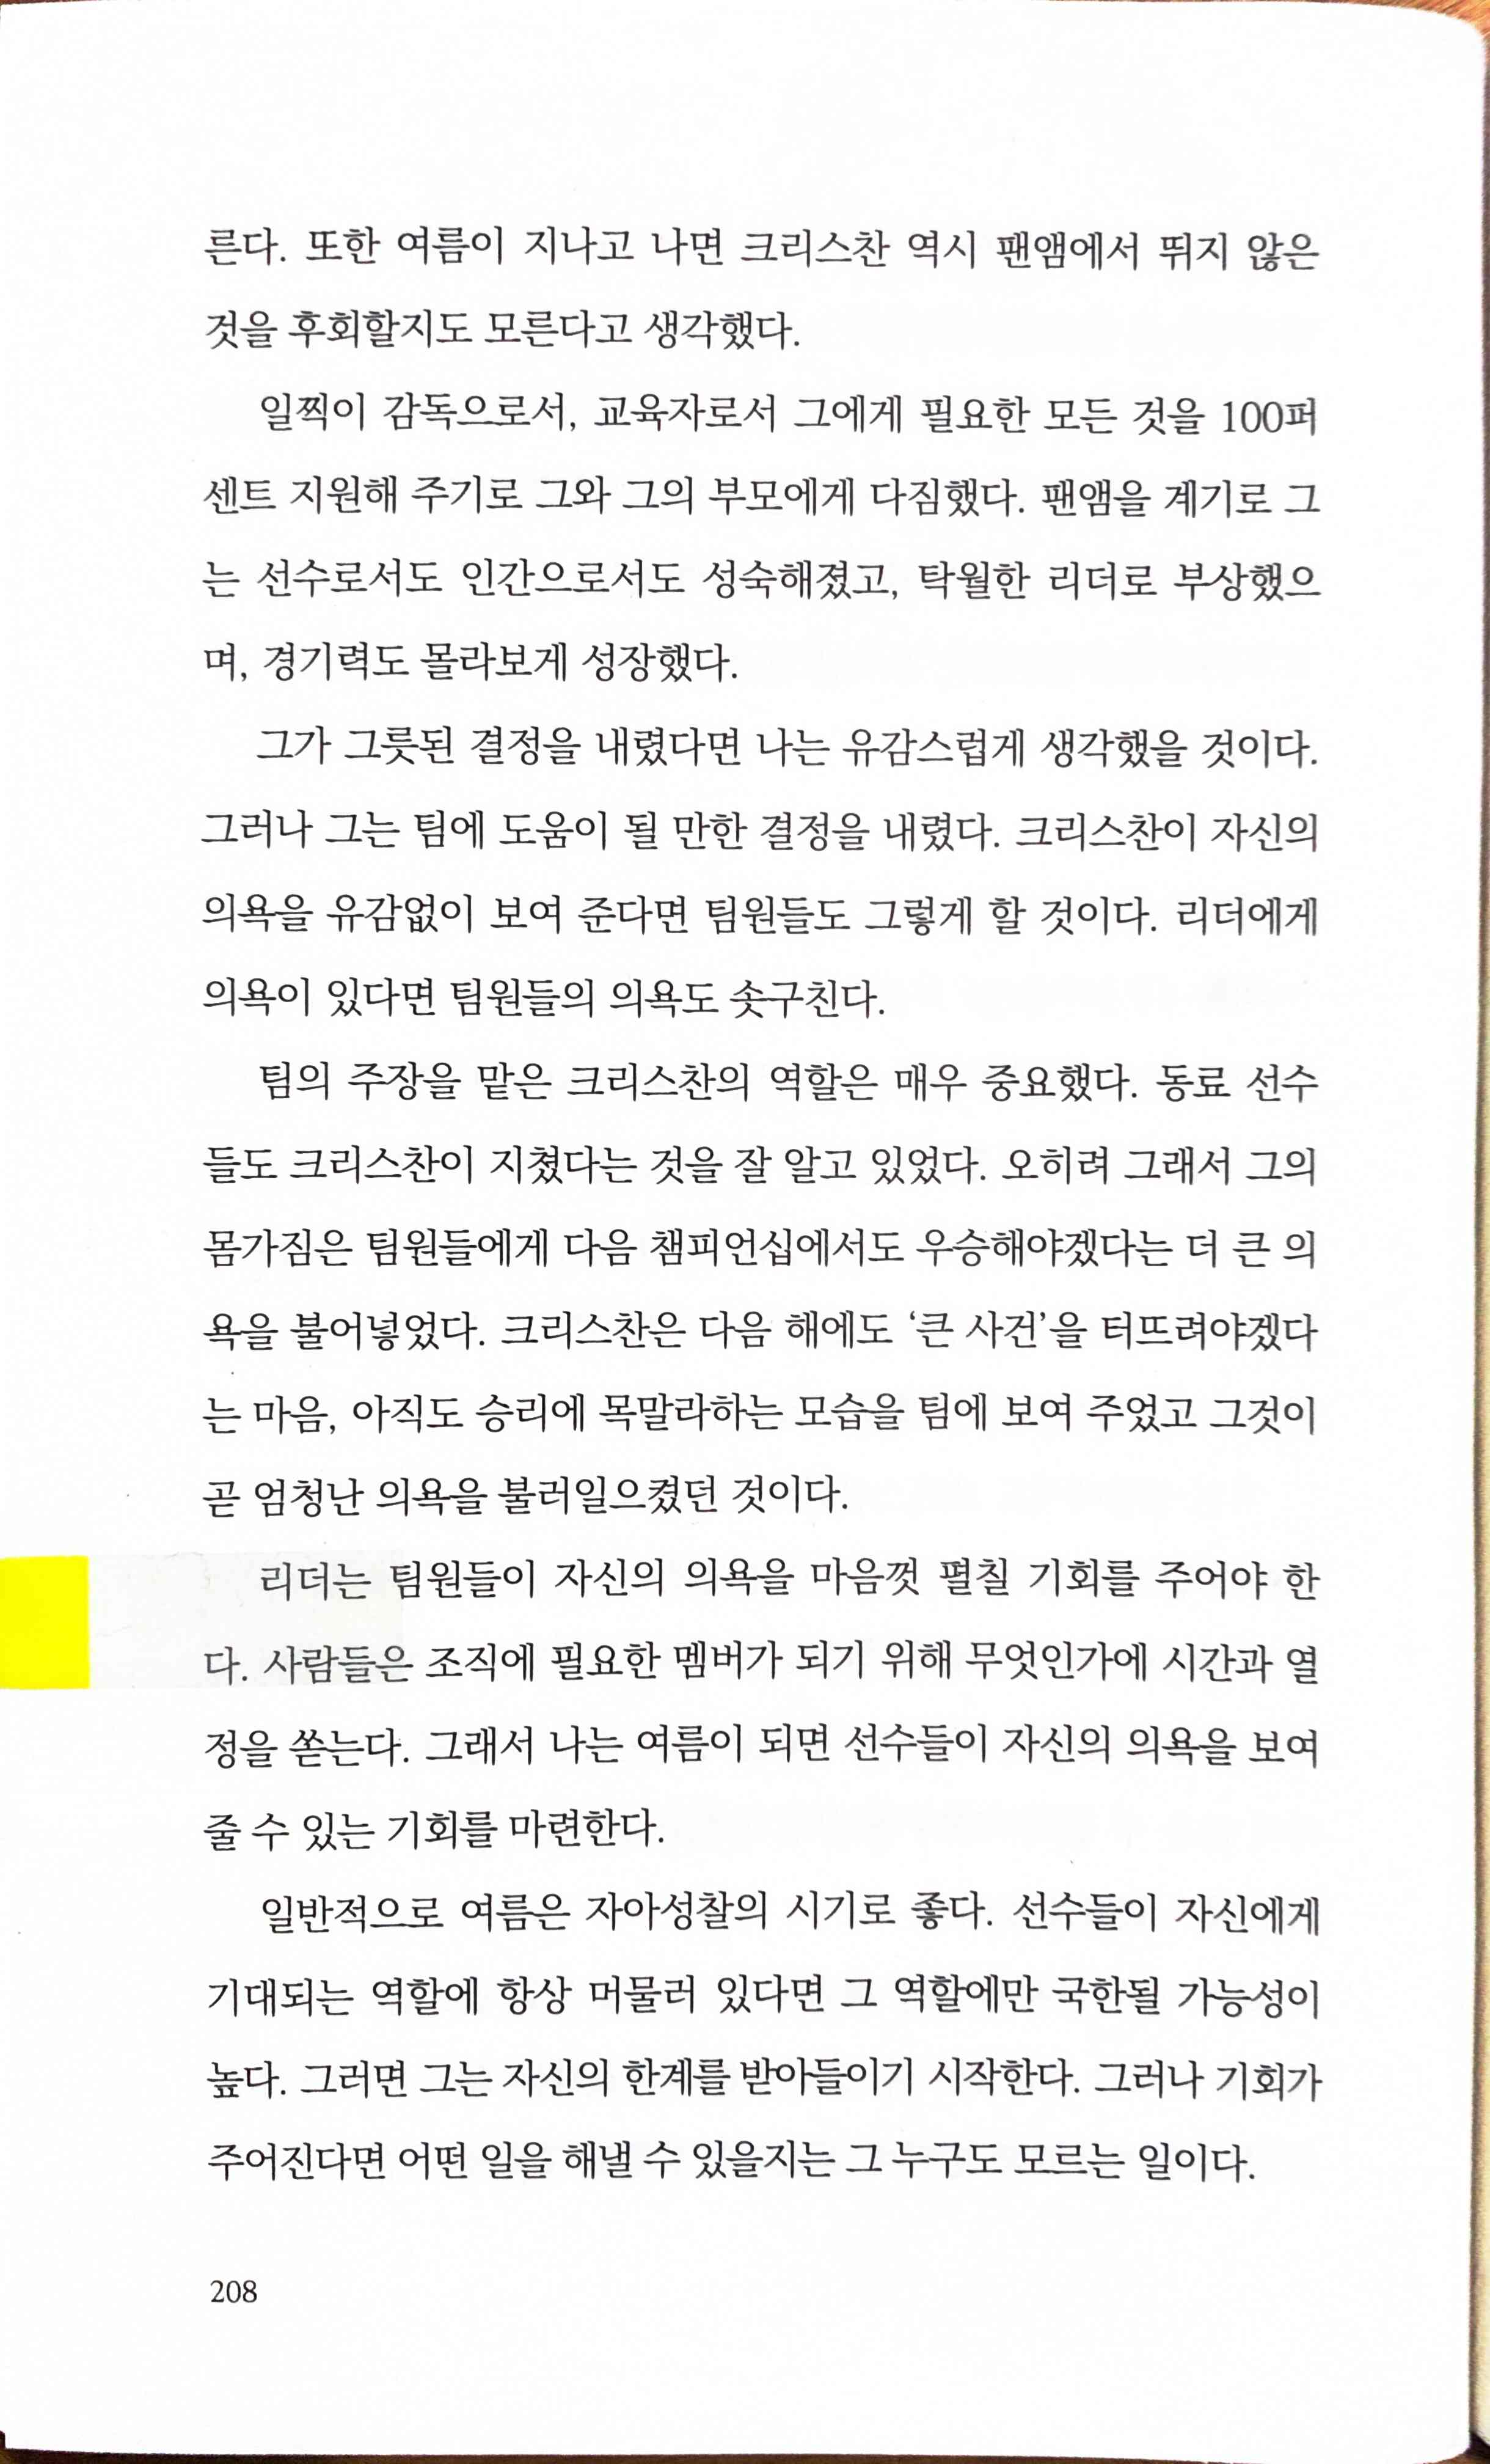 른다. 또한 여름이 지나고 나면 크리스찬 역시 팬앰에서 뛰지 않은
것을 후회할지도 모른다고 생각했다.
일찍이 감독으로서, 교육자로서 그에게 필요한 모든 것을 100퍼
센트 지원해 주기로 그와 그의 부모에게 다짐했다. 팬앰을 계기로 그
는 선수로서도 인간으로서도 성숙해졌고, 탁월한 리더로 부상했으
며, 경기력도 몰라보게 성장했다.
그가 그릇된 결정을 내렸다면 나는 유감스럽게 생각했을 것이다.
그러나 그는 팀에 도움이 될 만한 결정을 내렸다. 크리스찬이 자신의
의욕을 유감없이 보여 준다면 팀원들도 그렇게 할 것이다. 리더에게
의욕이 있다면 팀원들의 의욕도 솟구친다.
팀의 주장을 맡은 크리스찬의 역할은 매우 중요했다. 동료 선수
들도 크리스찬이 지쳤다는 것을 잘 알고 있었다. 오히려 그래서 그의
몸가짐은 팀원들에게 다음 챔피언십에서도 우승해야겠다는 더 큰 의
욕을 불어넣었다. 크리스찬은 다음 해에도 ‘큰 사건’을 터뜨려야겠다
는 마음, 아직도 승리에 목말라하는 모습을 팀에 보여 주었고 그것이
곧 엄청난 의욕을 불러일으켰던 것이다.
리더는 팀원들이 자신의 의욕을 마음껏 펼칠 기회를 주어야 한
다. 사람들은 조직에 필요한 멤버가 되기 위해 무엇인가에 시간과 열
정을 쏟는다. 그래서 나는 여름이 되면 선수들이 자신의 의욕을 보여
줄 수 있는 기회를 마련한다.
일반적으로 여름은 자아성찰의 시기로 좋다. 선수들이 자신에게
기대되는 역할에 항상 머물러 있다면 그 역할에만 국한될 가능성이
높다. 그러면 그는 자신의 한계를 받아들이기 시작한다. 그러나 기회가
주어진다면 어떤 일을 해낼 수 있을지는 그 누구도 모르는 일이다.
208